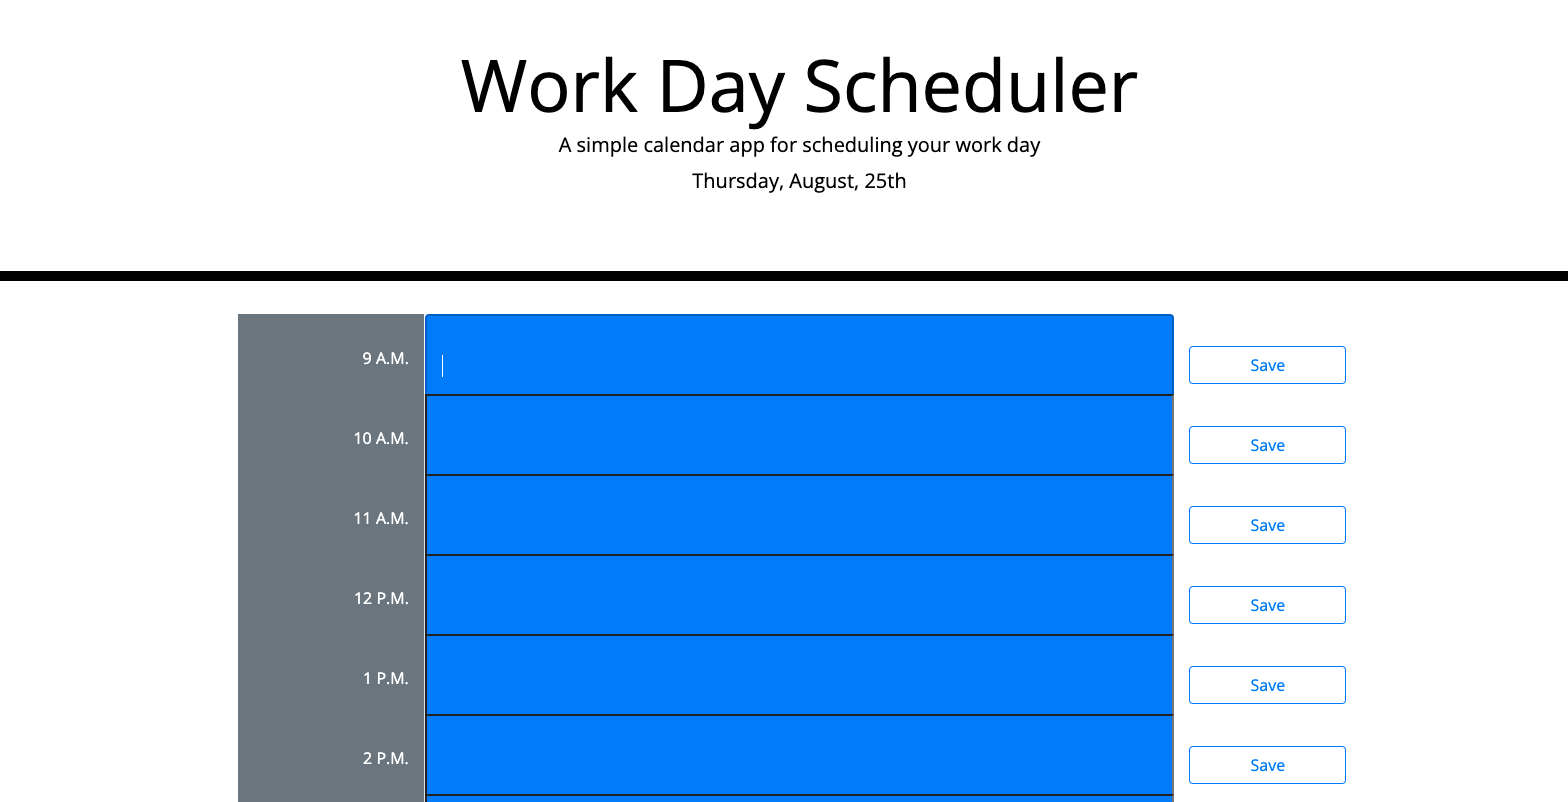 Work Day Scheduler
A simple calendar app for scheduling your work day
Thursday, August, 25th
9 A.M. Save
10 A.M. Save
11 A.M. Save
12 P.M. Save
1 P.M. Save
2 P.M. Save